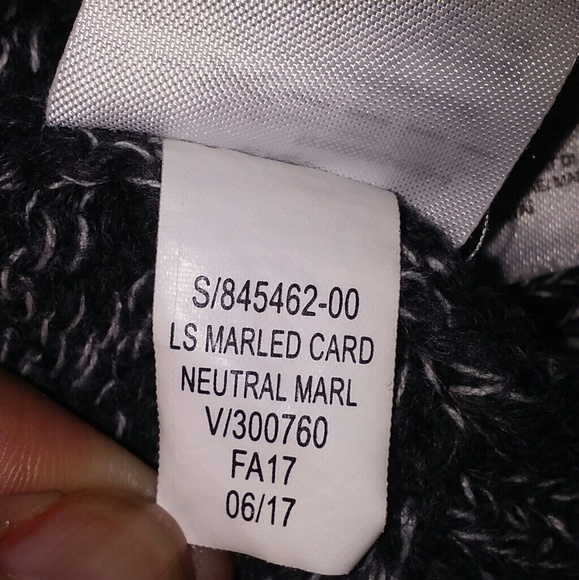 S/845462-00
LS MARLED CARD
NEUTRAL MARL
V/300760
FA17
06/17